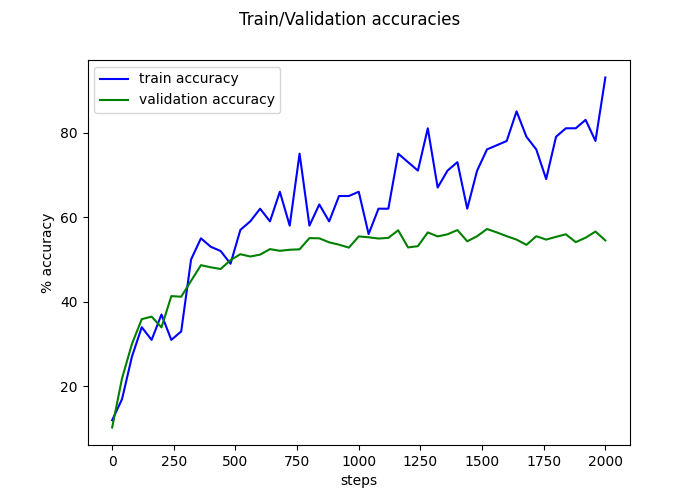 Train/Validation accuracies
train accuracy
validation accuracy
80
60
40
20
% accuracy
0 250 500 750 1000 1250 1500 1750 2000
steps